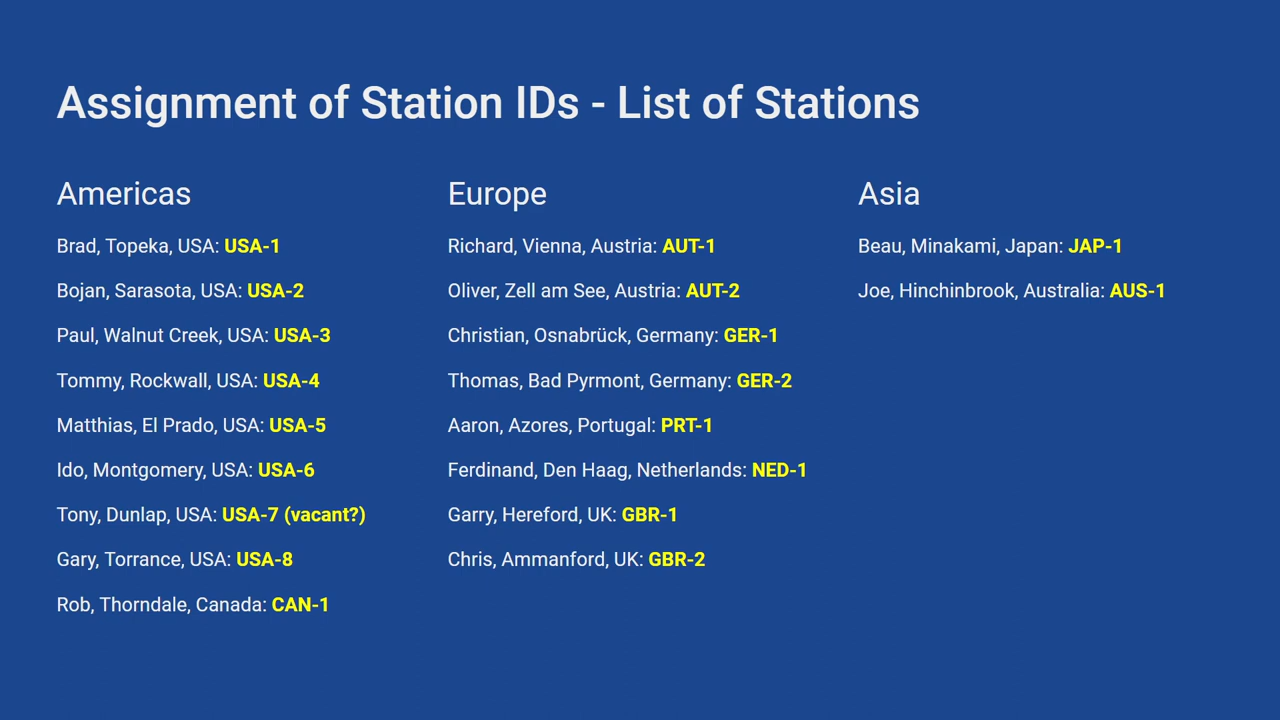 Assignment of Station IDs - List of Stations
Americas
Brad, Topeka, USA: USA-1
Bojan, Sarasota, USA: USA-2
Paul, Walnut Creek, USA: USA-3
Tommy, Rockwall, USA: USA-4
Matthias, El Prado, USA: USA-5
Ido, Montgomery, USA: USA-6
Tony, Dunlap, USA: USA-7 (vacant?)
Gary, Torrance, USA: USA-8
Rob, Thorndale, Canada: CAN-1
Europe
Richard, Vienna, Austria: AUT-1
Oliver, Zell am See, Austria: AUT-2
Christian, Osnabrück, Germany: GER-1
Thomas, Bad Pyrmont, Germany: GER-2
Aaron, Azores, Portugal: PRT-1
Ferdinand, Den Haag, Netherlands: NED-1
Garry, Hereford, UK: GBR-1
Chris, Ammanford, UK: GBR-2
Asia
Beau, Minakami, Japan: JAP-1
Joe, Hinchinbrook, Australia: AUS-1